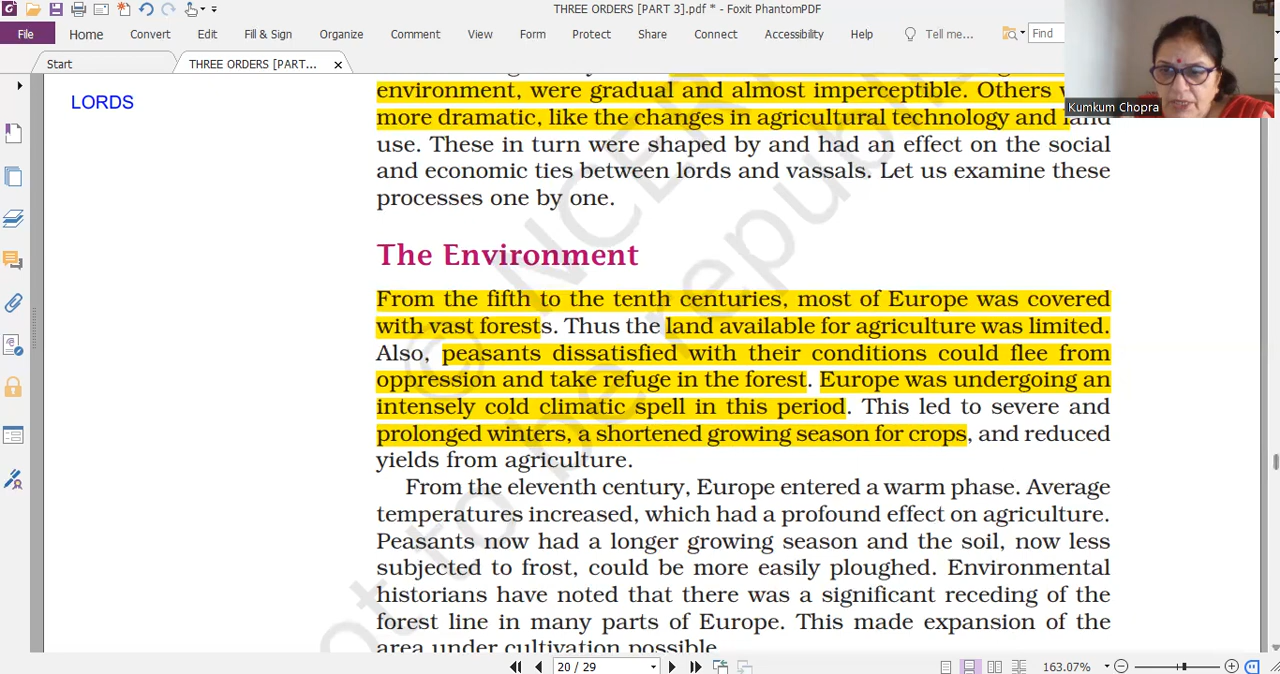 THREE ORDERS [PART 3].pdf * - Foxit PhantomPDF
File Home Convert Edit Fill & Sign Organize Comment View Form Protect Share Connect Accessibility Help Tell me... Find
Start THREE ORDERS [PART...
Kumkum Chopra
LORDS
environment, were gradual and almost imperceptible. Others
more dramatic, like the changes in agricultural technology and land
use. These in turn were shaped by and had an effect on the social
and economic ties between lords and vassals. Let us examine these
processes one by one.
The Environment
From the fifth to the tenth centuries, most of Europe was covered
with vast forests. Thus the land available for agriculture was limited.
Also, peasants dissatisfied with their conditions could flee from
oppression and take refuge in the forest. Europe was undergoing an
intensely cold climatic spell in this period. This led to severe and
prolonged winters, a shortened growing season for crops, and reduced
yields from agriculture.
From the eleventh century, Europe entered a warm phase. Average
temperatures increased, which had a profound effect on agriculture.
Peasants now had a longer growing season and the soil, now less
subjected to frost, could be more easily ploughed. Environmental
historians have noted that there was a significant receding of the
forest line in many parts of Europe. This made expansion of the
area under cultivation possible.
© NCE
not to be republi
20 / 29
163.07%